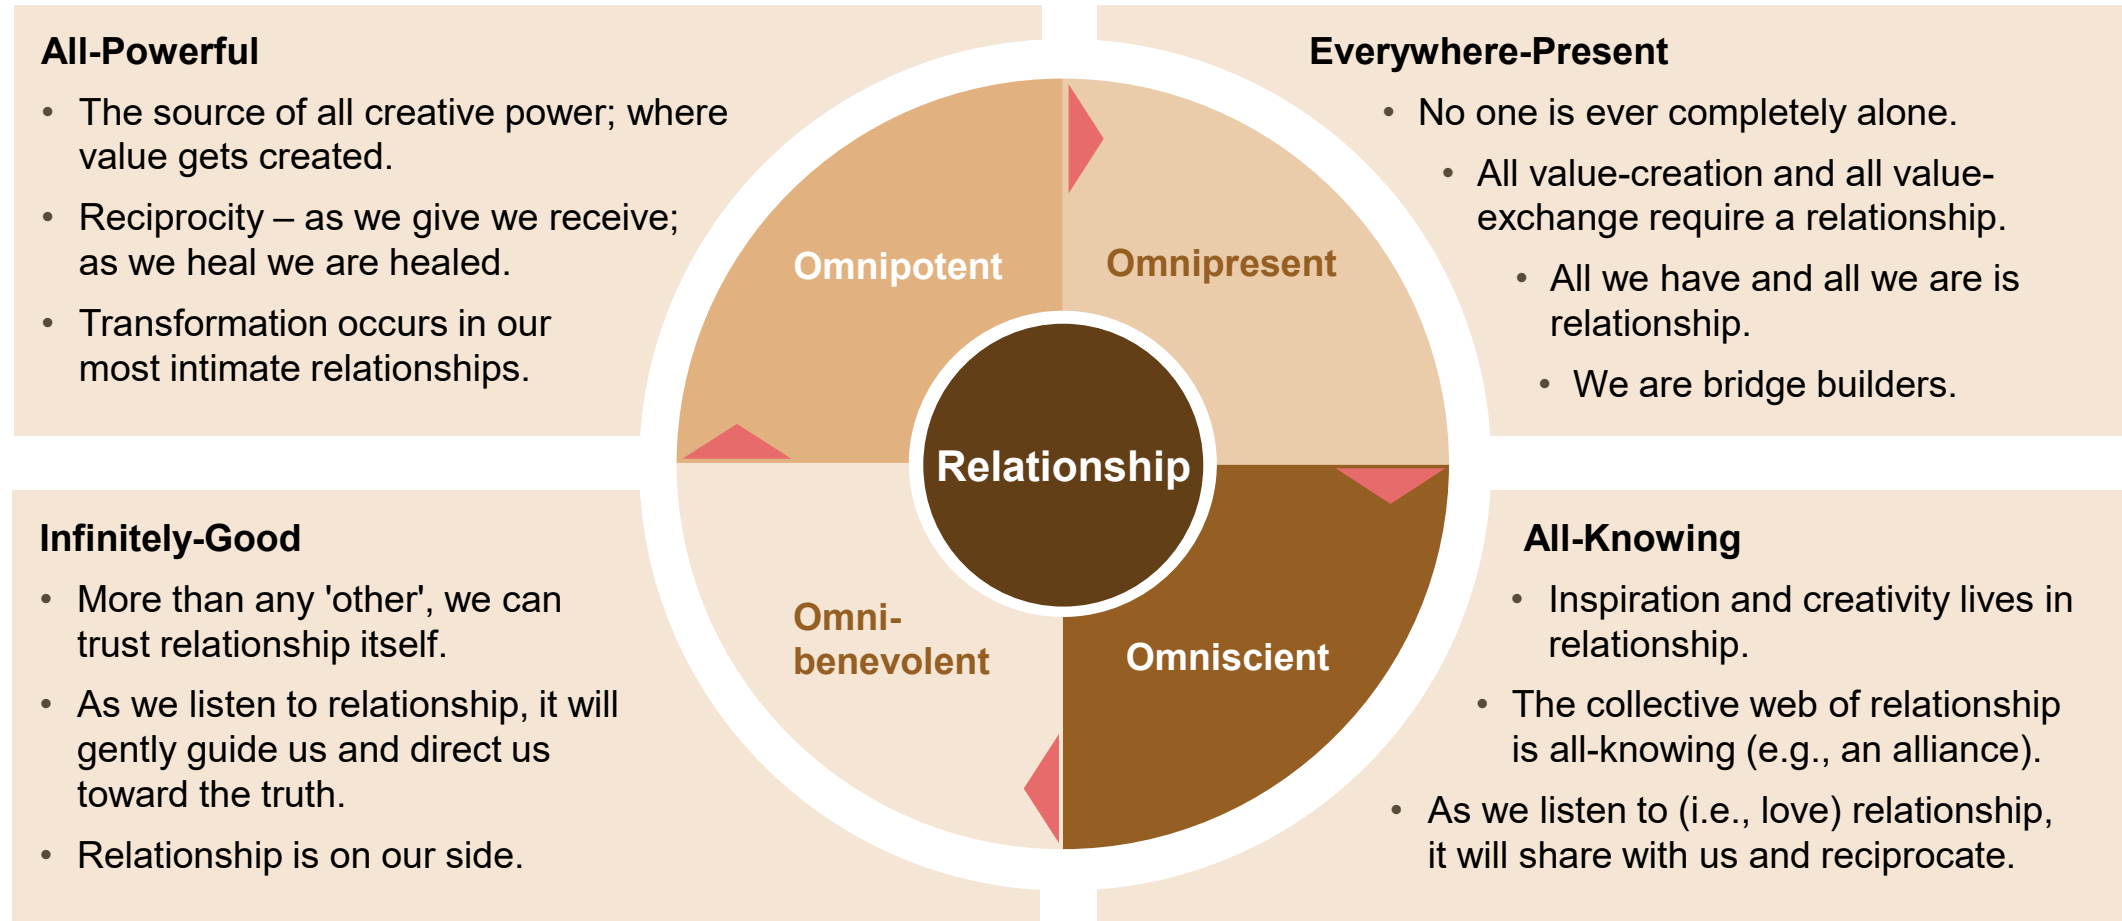 All-Powerful
• The source of all creative power; where
value gets created.
• Reciprocity – as we give we receive;
as we heal we are healed.
• Transformation occurs in our
most intimate relationships.
Everywhere-Present
• No one is ever completely alone.
• All value-creation and all value-
exchange require a relationship.
• All we have and all we are is
relationship.
• We are bridge builders.
Omnipotent
Omnipresent
Relationship
Omni-
benevolent
Omniscient
Infinitely-Good
• More than any 'other', we can
trust relationship itself.
• As we listen to relationship, it will
gently guide us and direct us
toward the truth.
• Relationship is on our side.
All-Knowing
• Inspiration and creativity lives in
relationship.
• The collective web of relationship
is all-knowing (e.g., an alliance).
• As we listen to (i.e., love) relationship,
it will share with us and reciprocate.